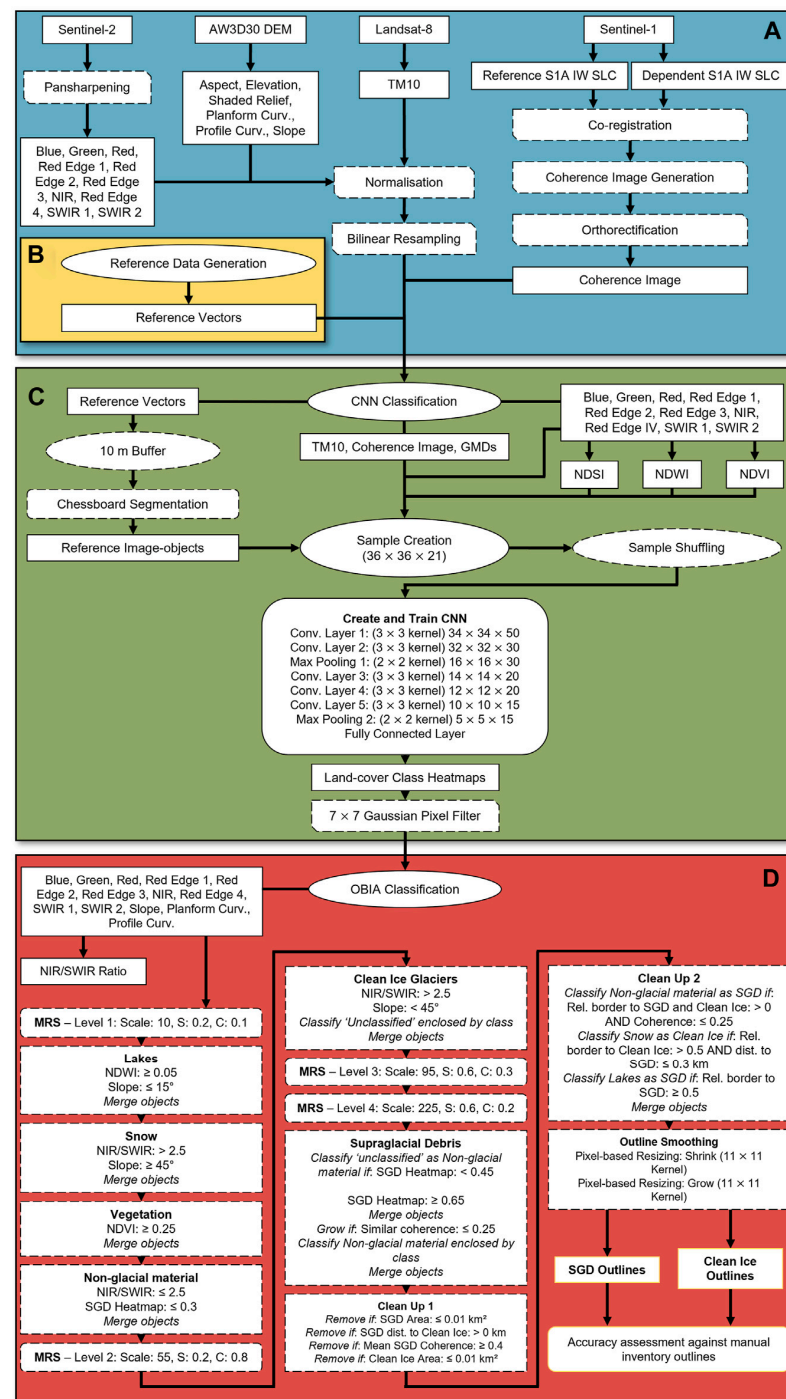 A
Sentinel-2
AW3D30 DEM
Landsat-8
Sentinel-1
Pansharpening
Aspect, Elevation,
Shaded Relief,
Planform Curv.,
Profile Curv., Slope
TM10
Reference S1A IW SLC
Dependent S1A IW SLC
Blue, Green, Red,
Red Edge 1, Red
Edge 2, Red Edge
3, NIR, Red Edge
4, SWIR 1, SWIR 2
Normalisation
Bilinear Resampling
Co-registration
Coherence Image Generation
Orthorectification
Coherence Image
B
Reference Data Generation
Reference Vectors
C
Reference Vectors
CNN Classification
Blue, Green, Red, Red Edge 1,
Red Edge 2, Red Edge 3, NIR,
Red Edge IV, SWIR 1, SWIR 2
10 m Buffer
TM10, Coherence Image, GMDs
NDSI
NDWI
NDVI
Chessboard Segmentation
Reference Image-objects
Sample Creation
(36 × 36 × 21)
Sample Shuffling
Create and Train CNN
Conv. Layer 1: (3 × 3 kernel) 34 × 34 × 50
Conv. Layer 2: (3 × 3 kernel) 32 × 32 × 30
Max Pooling 1: (2 × 2 kernel) 16 × 16 × 30
Conv. Layer 3: (3 × 3 kernel) 14 × 14 × 20
Conv. Layer 4: (3 × 3 kernel) 12 × 12 × 20
Conv. Layer 5: (3 × 3 kernel) 10 × 10 × 15
Max Pooling 2: (2 × 2 kernel) 5 × 5 × 15
Fully Connected Layer
Land-cover Class Heatmaps
7 × 7 Gaussian Pixel Filter
D
Blue, Green, Red, Red Edge 1, Red
Edge 2, Red Edge 3, NIR, Red Edge 4,
SWIR 1, SWIR 2, Slope, Planform Curv.,
Profile Curv.
OBIA Classification
NIR/SWIR Ratio
MRS – Level 1: Scale: 10, S: 0.2, C: 0.1
Lakes
NDWI: ≥ 0.05
Slope: ≤ 15°
Merge objects
Snow
NIR/SWIR: > 2.5
Slope: ≥ 45°
Merge objects
Vegetation
NDVI: ≥ 0.25
Merge objects
Non-glacial material
NIR/SWIR: ≤ 2.5
SGD Heatmap: ≤ 0.3
Merge objects
MRS – Level 2: Scale: 55, S: 0.2, C: 0.8
Clean Ice Glaciers
NIR/SWIR: > 2.5
Slope: < 45°
Classify ‘Unclassified’ enclosed by class
Merge objects
MRS – Level 3: Scale: 95, S: 0.6, C: 0.3
MRS – Level 4: Scale: 225, S: 0.6, C: 0.2
Supraglacial Debris
Classify ‘unclassified’ as Non-glacial
material if: SGD Heatmap: < 0.45
SGD Heatmap: ≥ 0.65
Merge objects
Grow if: Similar coherence: ≤ 0.25
Classify Non-glacial material enclosed by
class
Merge objects
Clean Up 1
Remove if: SGD Area: ≤ 0.01 km²
Remove if: SGD dist. to Clean Ice: > 0 km
Remove if: Mean SGD Coherence: ≥ 0.4
Remove if: Clean Ice Area: ≤ 0.01 km²
Clean Up 2
Classify Non-glacial material as SGD if:
Rel. border to SGD and Clean Ice: > 0
AND Coherence: ≤ 0.25
Classify Snow as Clean Ice if: Rel.
border to Clean Ice: > 0.5 AND dist. to
SGD: ≤ 0.3 km
Classify Lakes as SGD if: Rel. border to
SGD: ≥ 0.5
Merge objects
Outline Smoothing
Pixel-based Resizing: Shrink (11 × 11
Kernel)
Pixel-based Resizing: Grow (11 × 11
Kernel)
SGD Outlines
Clean Ice
Outlines
Accuracy assessment against manual
inventory outlines